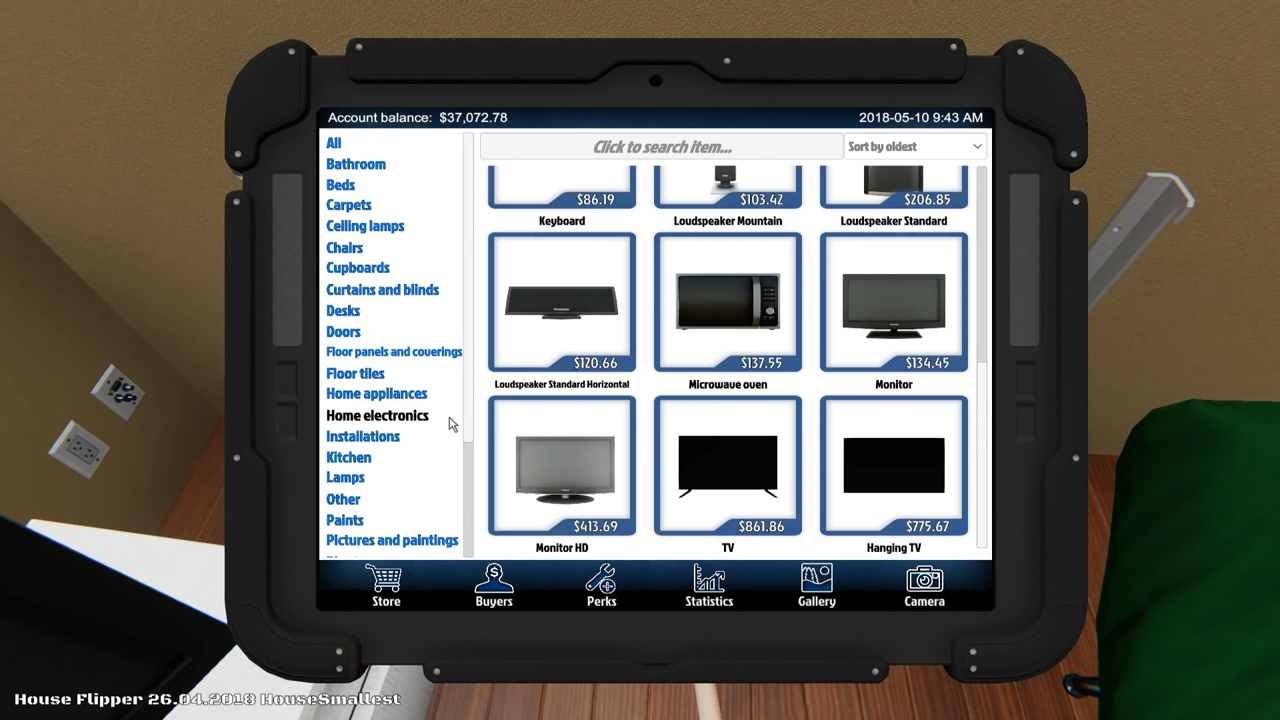 Account balance: $37,072.78
2018-05-10 9:43 AM
All
Bathroom
Beds
Carpets
Ceiling lamps
Chairs
Cupboards
Curtains and blinds
Desks
Doors
Floor panels and coverings
Floor tiles
Home appliances
Home electronics
Installations
Kitchen
Lamps
Other
Paints
Pictures and paintings
Click to search item...
Sort by oldest
$86.19
$103.42
$206.85
Keyboard
Loudspeaker Mountain
Loudspeaker Standard
$120.66
$137.55
$134.45
Loudspeaker Standard Horizontal
Microwave oven
Monitor
$413.69
$861.86
$775.67
Monitor HD
TV
Hanging TV
Store
Buyers
Perks
Statistics
Gallery
Camera
House Flipper 26.04.2018 HouseSmallest